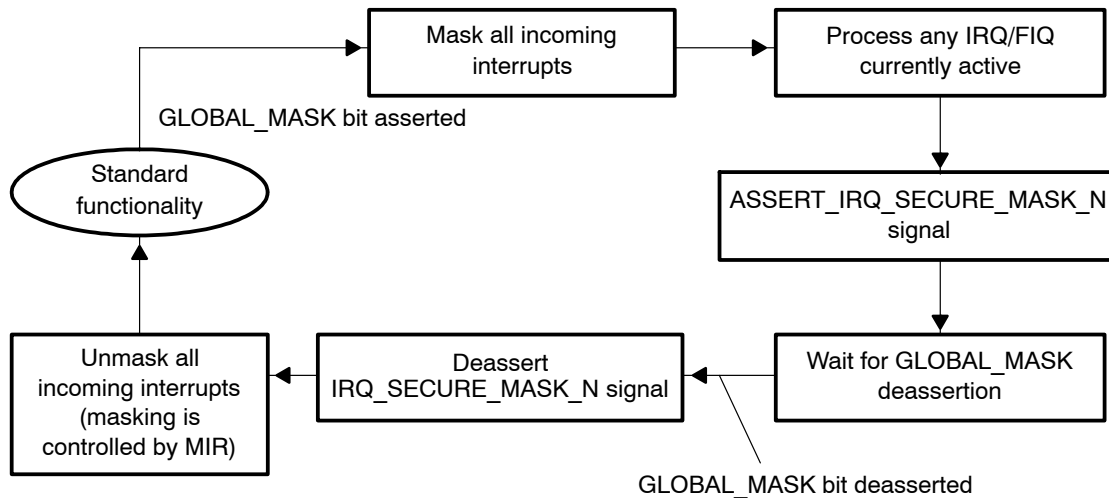 Mask all incoming
interrupts
Process any IRQ/FIQ
currently active
GLOBAL_MASK bit asserted
Standard
functionality
ASSERT_IRQ_SECURE_MASK_N
signal
Unmask all
incoming interrupts
(masking is
controlled by MIR)
Deassert
IRQ_SECURE_MASK_N signal
Wait for GLOBAL_MASK
deassertion
GLOBAL_MASK bit deasserted